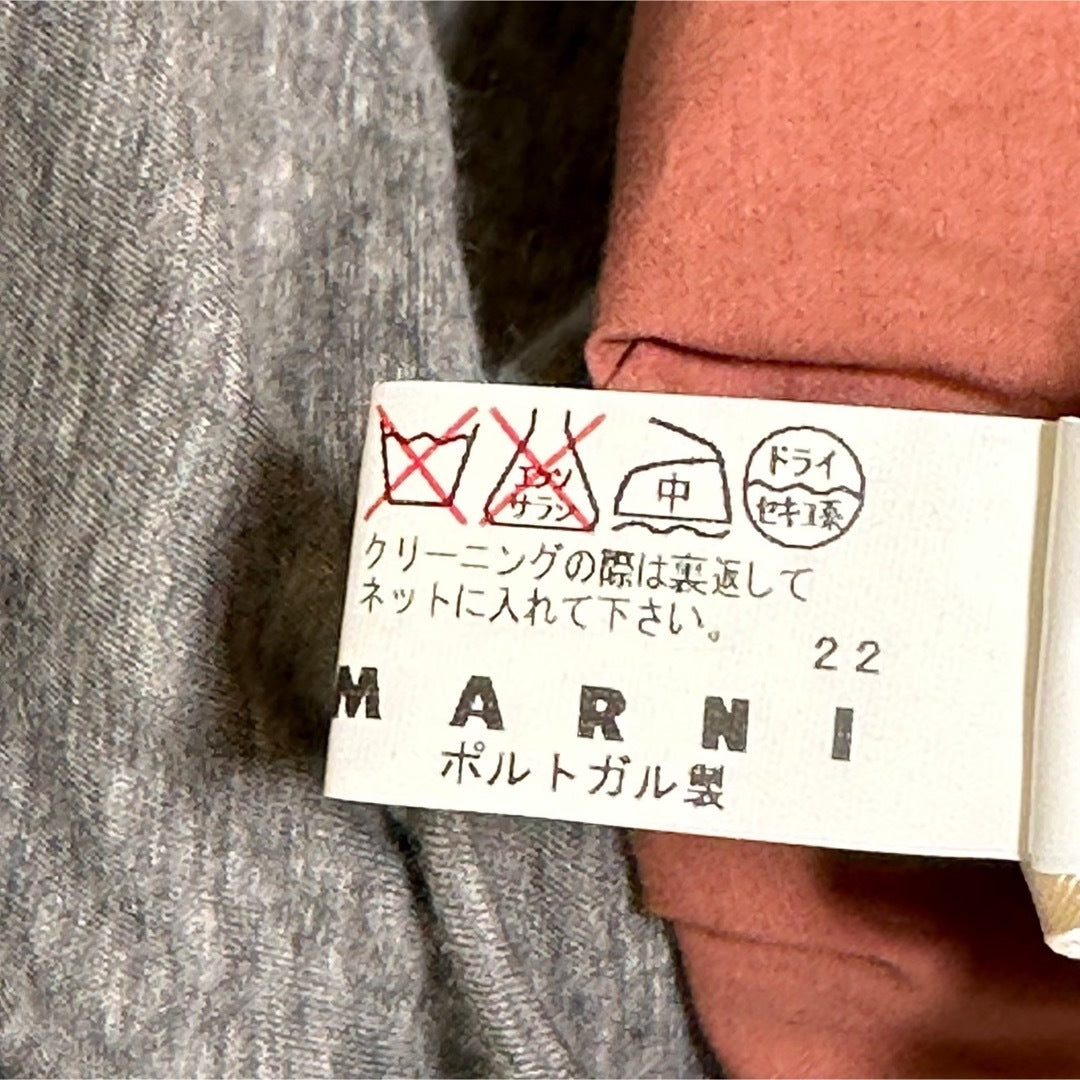 エンソ
サラシ
中
ドライ
セキユ系
クリーニングの際は裏返して
ネットに入れて下さい。
22
MARNI
ポルトガル製